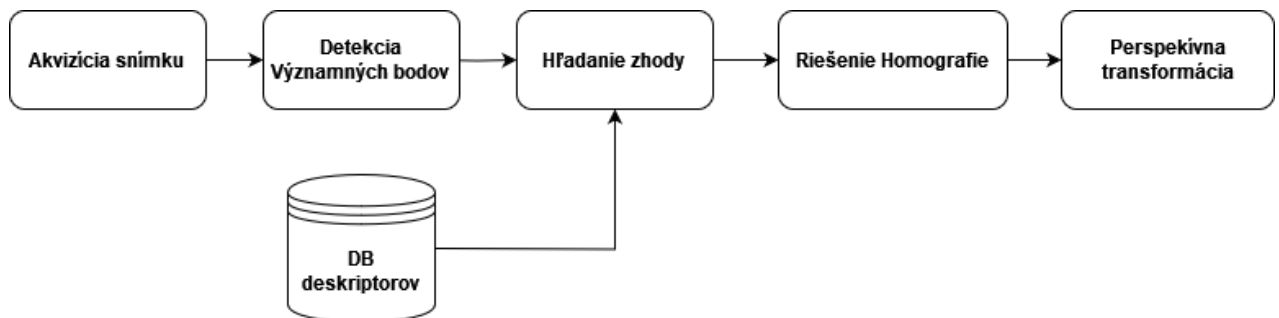 Akvizícia snímku
Detekcia
Významných bodov
Hľadanie zhody
Riešenie Homografie
Perspekívna
transformácia
DB
deskriptorov